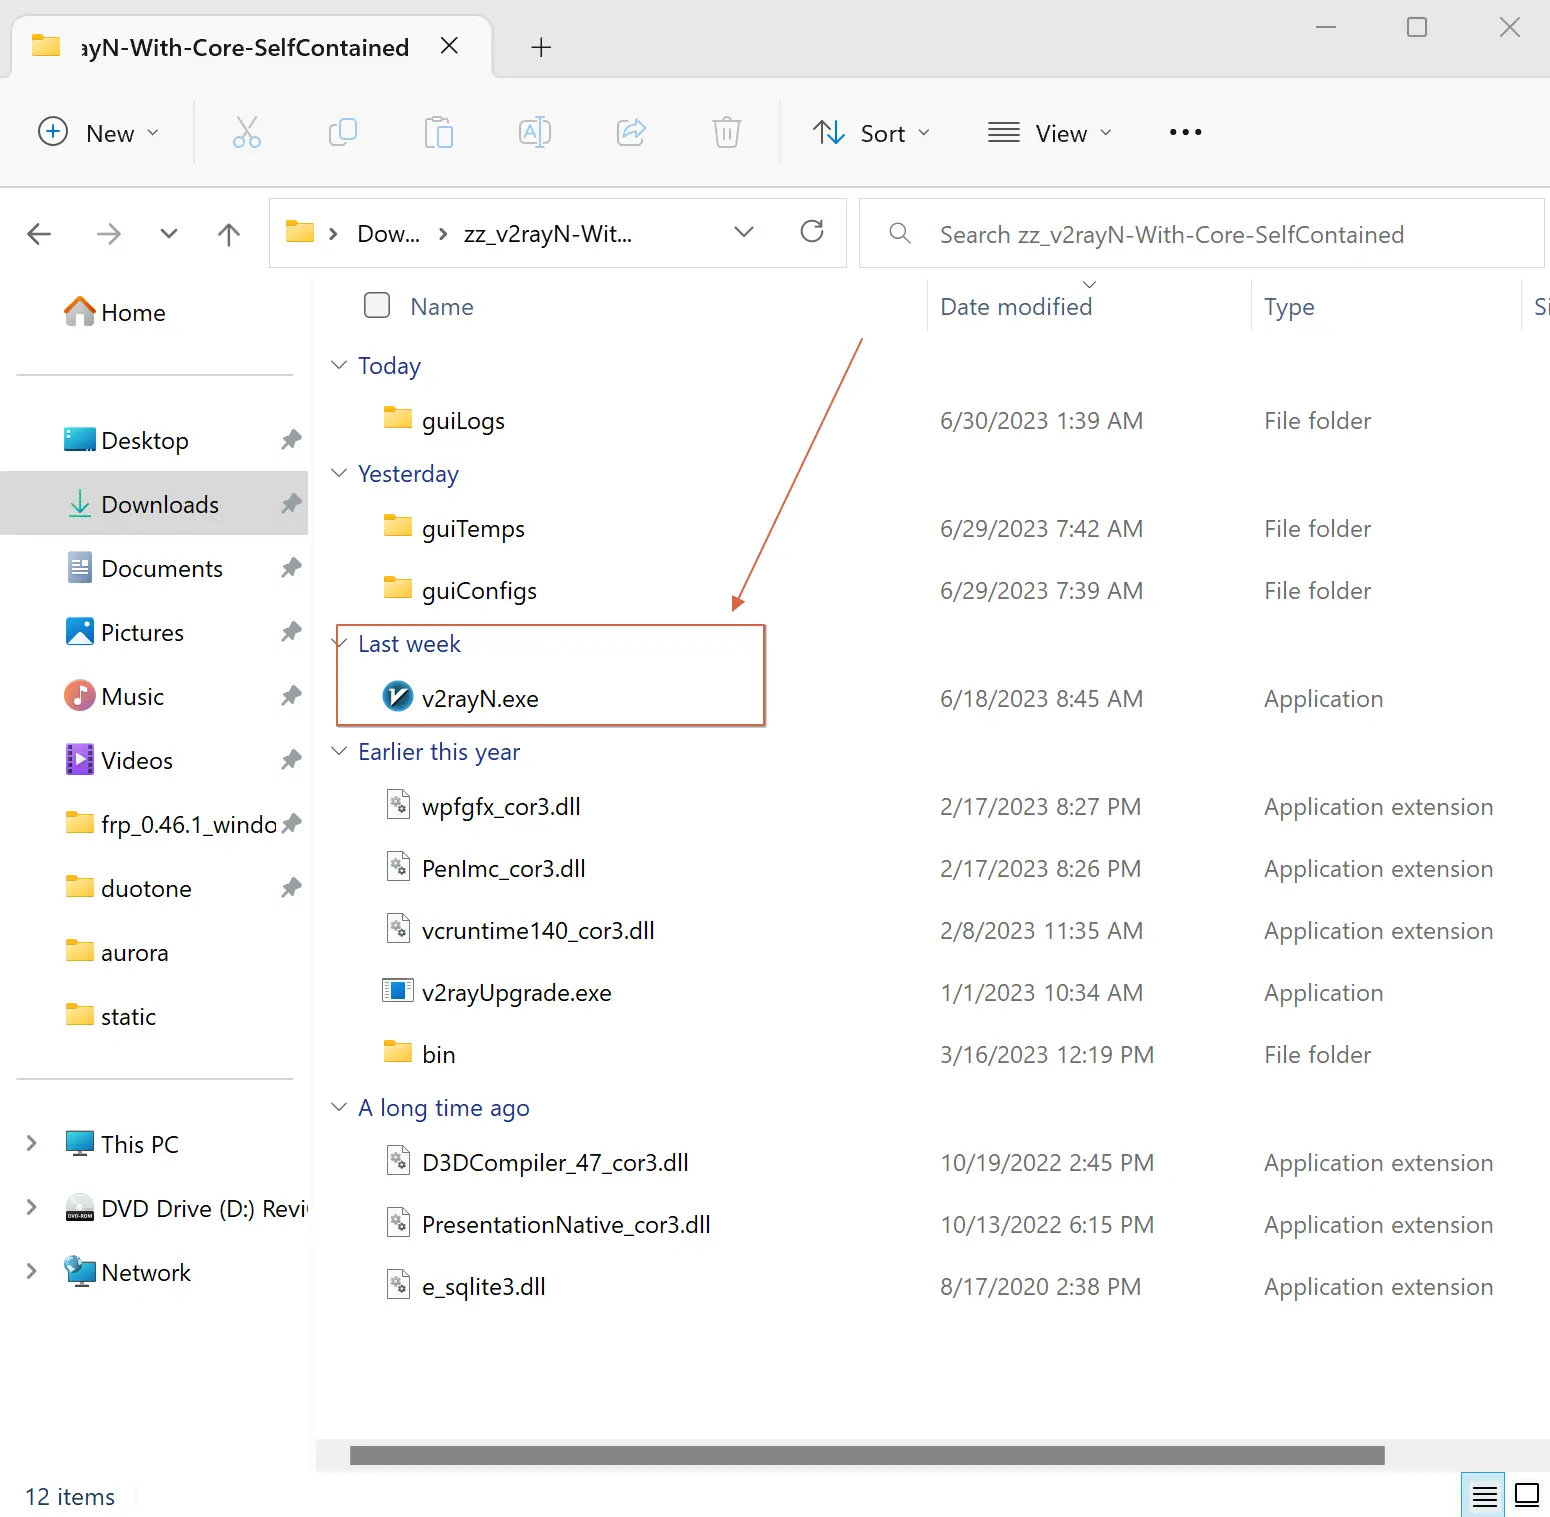 ayN-With-Core-SelfContained
New
Sort
View
Dow...
zz_v2rayN-Wit...
Search zz_v2rayN-With-Core-SelfContained
Home
Desktop
Downloads
Documents
Pictures
Music
Videos
frp_0.46.1_windo
duotone
aurora
static
This PC
DVD Drive (D:) Revi
Network
Name Date modified Type Si
Today
guiLogs 6/30/2023 1:39 AM File folder
Yesterday
guiTemps 6/29/2023 7:42 AM File folder
guiConfigs 6/29/2023 7:39 AM File folder
Last week
v2rayN.exe 6/18/2023 8:45 AM Application
Earlier this year
wpfgfx_cor3.dll 2/17/2023 8:27 PM Application extension
PenImc_cor3.dll 2/17/2023 8:26 PM Application extension
vcruntime140_cor3.dll 2/8/2023 11:35 AM Application extension
v2rayUpgrade.exe 1/1/2023 10:34 AM Application
bin 3/16/2023 12:19 PM File folder
A long time ago
D3DCompiler_47_cor3.dll 10/19/2022 2:45 PM Application extension
PresentationNative_cor3.dll 10/13/2022 6:15 PM Application extension
e_sqlite3.dll 8/17/2020 2:38 PM Application extension
12 items